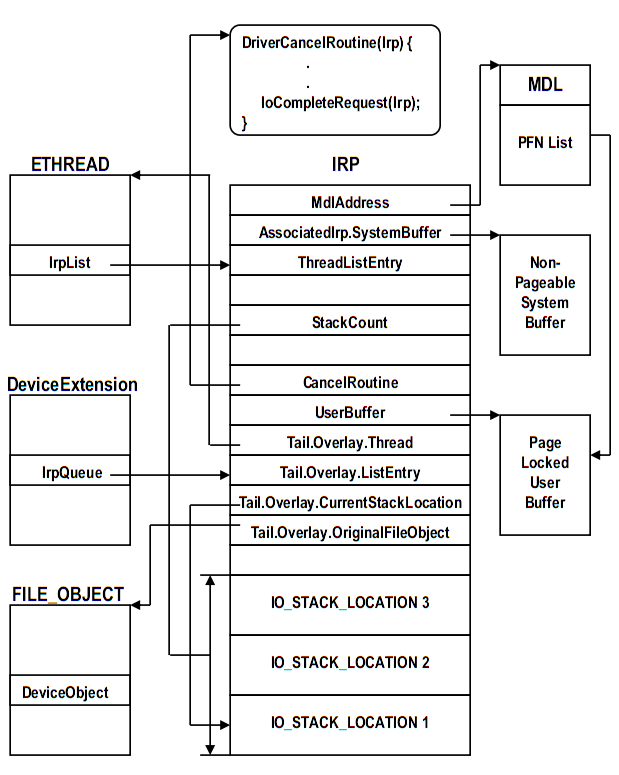 DriverCancelRoutine(Irp) {
.
.
IoCompleteRequest(Irp);
}
MDL
PFN List
ETHREAD
IrpList
IRP
MdlAddress
AssociatedIrp.SystemBuffer
ThreadListEntry
StackCount
CancelRoutine
UserBuffer
Tail.Overlay.Thread
Tail.Overlay.ListEntry
Tail.Overlay.CurrentStackLocation
Tail.Overlay.OriginalFileObject
IO_STACK_LOCATION 3
IO_STACK_LOCATION 2
IO_STACK_LOCATION 1
Non-
Pageable
System
Buffer
Page
Locked
User
Buffer
DeviceExtension
IrpQueue
FILE_OBJECT
DeviceObject